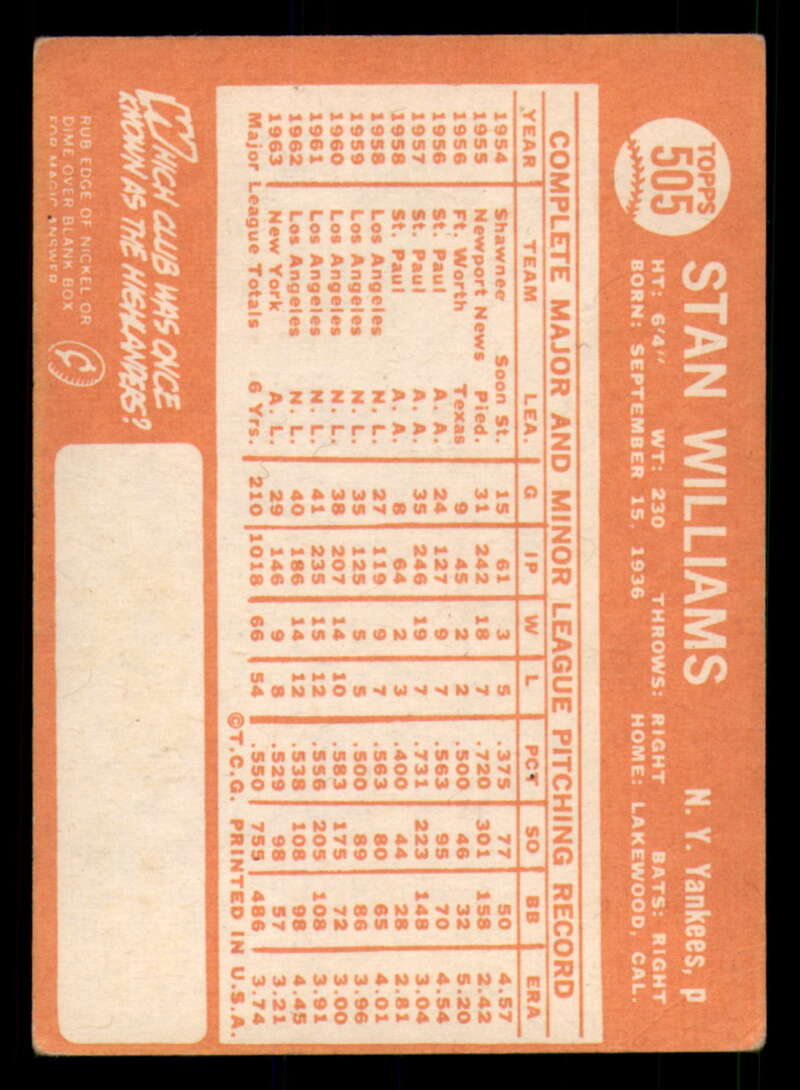 TOPPS
505
STAN WILLIAMS N. Y. Yankees, p
HT: 6'4" WT: 230 THROWS: RIGHT BATS: RIGHT
BORN: SEPTEMBER 15, 1936 HOME: LAKEWOOD, CAL.
COMPLETE MAJOR AND MINOR LEAGUE PITCHING RECORD
YEAR TEAM LEA. G IP W L PCT SO BB ERA
1954 Shawnee Soon St. 15 61 3 5 .375 77 50 4.57
1955 Newport News Pied. 31 242 18 7 .720 301 158 2.42
1956 Ft. Worth Texas 9 45 2 2 .500 46 32 5.20
1956 St. Paul A. A. 24 127 9 7 .563 95 70 4.54
1957 St. Paul A. A. 35 246 19 7 .731 223 148 3.04
1958 St. Paul A. A. 8 64 2 3 .400 44 28 2.81
1958 Los Angeles N. L. 27 119 9 7 .563 80 65 4.01
1959 Los Angeles N. L. 35 125 5 5 .500 89 86 3.96
1960 Los Angeles N. L. 38 207 14 10 .583 175 72 3.00
1961 Los Angeles N. L. 41 235 15 12 .556 205 108 3.91
1962 Los Angeles N. L. 40 186 14 12 .538 108 98 4.45
1963 New York A. L. 29 146 9 8 .529 98 57 3.21
Major League Totals 6 Yrs. 210 1018 66 54 .550 755 486 3.74
©T.C.G. PRINTED IN U.S.A.
WHICH CLUB WAS ONCE
KNOWN AS THE HIGHLANDERS?
RUB EDGE OF NICKEL OR
DIME OVER BLANK BOX
FOR MAGIC ANSWER